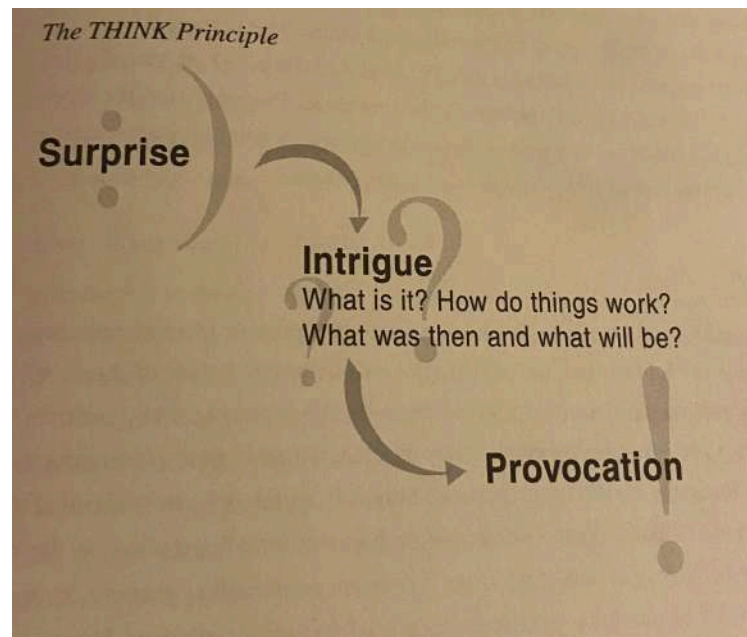 The THINK Principle
Surprise
Intrigue
What is it? How do things work?
What was then and what will be?
Provocation